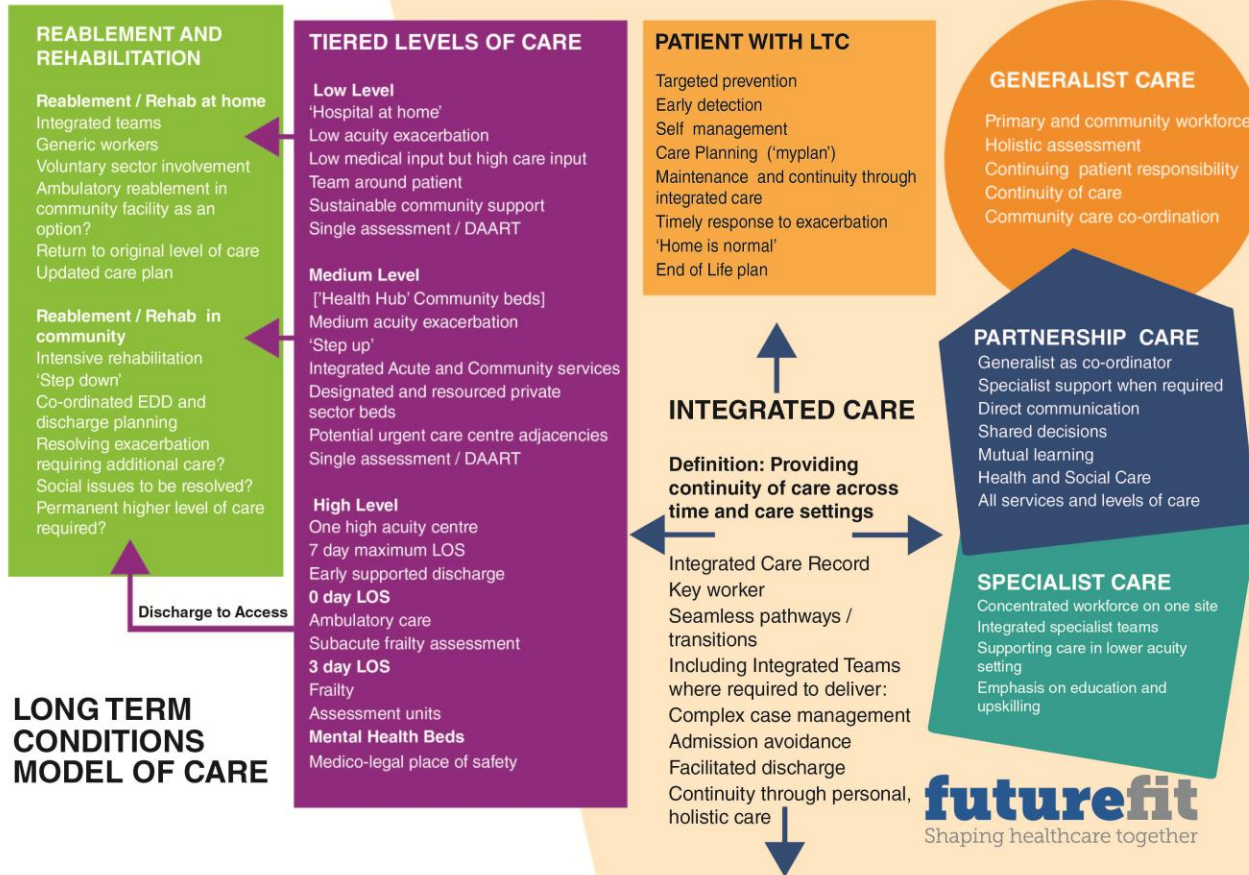 REABLEMENT AND
REHABILITATION
Reablement / Rehab at home
Integrated teams
Generic workers
Voluntary sector involvement
Ambulatory reablement in
community facility as an
option?
Return to original level of care
Updated care plan
Reablement / Rehab in
community
Intensive rehabilitation
'Step down'
Co-ordinated EDD and
discharge planning
Resolving exacerbation
requiring additional care?
Social issues to be resolved?
Permanent higher level of care
required?
Discharge to Access
LONG TERM
CONDITIONS
MODEL OF CARE
TIERED LEVELS OF CARE
Low Level
'Hospital at home'
Low acuity exacerbation
Low medical input but high care input
Team around patient
Sustainable community support
Single assessment / DAART
Medium Level
['Health Hub' Community beds]
Medium acuity exacerbation
'Step up'
Integrated Acute and Community services
Designated and resourced private
sector beds
Potential urgent care centre adjacencies
Single assessment / DAART
High Level
One high acuity centre
7 day maximum LOS
Early supported discharge
0 day LOS
Ambulatory care
Subacute frailty assessment
3 day LOS
Frailty
Assessment units
Mental Health Beds
Medico-legal place of safety
PATIENT WITH LTC
Targeted prevention
Early detection
Self management
Care Planning ('myplan')
Maintenance and continuity through
integrated care
Timely response to exacerbation
'Home is normal'
End of Life plan
INTEGRATED CARE
Definition: Providing
continuity of care across
time and care settings
Integrated Care Record
Key worker
Seamless pathways /
transitions
Including Integrated Teams
where required to deliver:
Complex case management
Admission avoidance
Facilitated discharge
Continuity through personal,
holistic care
GENERALIST CARE
Primary and community workforce
Holistic assessment
Continuing patient responsibility
Continuity of care
Community care co-ordination
PARTNERSHIP CARE
Generalist as co-ordinator
Specialist support when required
Direct communication
Shared decisions
Mutual learning
Health and Social Care
All services and levels of care
SPECIALIST CARE
Concentrated workforce on one site
Integrated specialist teams
Supporting care in lower acuity
setting
Emphasis on education and
upskilling
futurefit
Shaping healthcare together